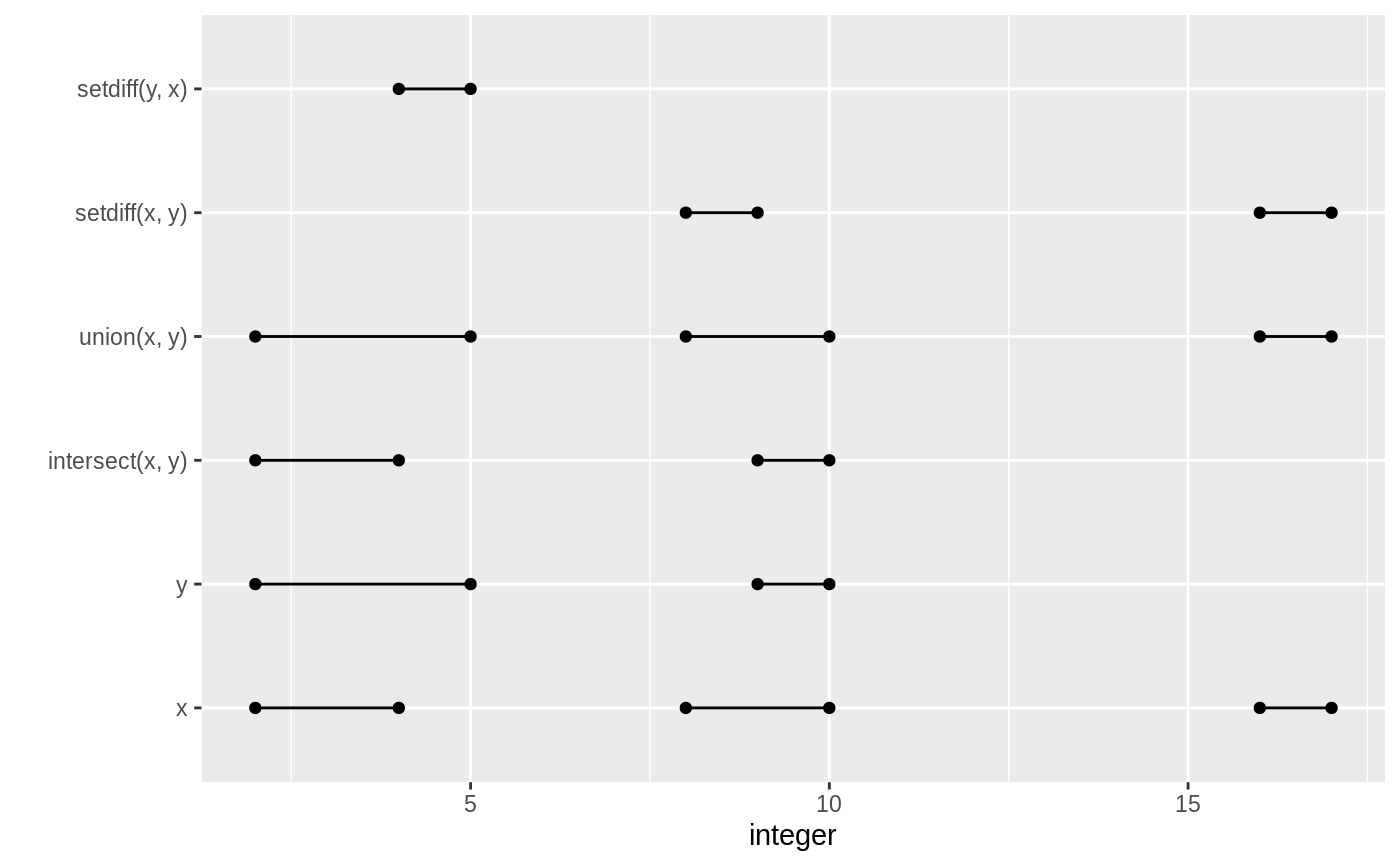 setdiff(y, x)
setdiff(x, y)
union(x, y)
intersect(x, y)
y
x
5 10 15
integer